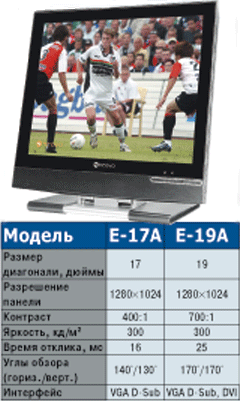 Модель E-17A E-19A
Размер
диагонали, дюймы 17 19
Разрешение
панели 1280×1024 1280×1024
Контраст 400:1 700:1
Яркость, кд/м² 300 300
Время отклика, мс 16 25
Углы обзора
(гориз./верт.) 140°/130° 170°/170°
Интерфейс VGA D-Sub VGA D-Sub, DVI